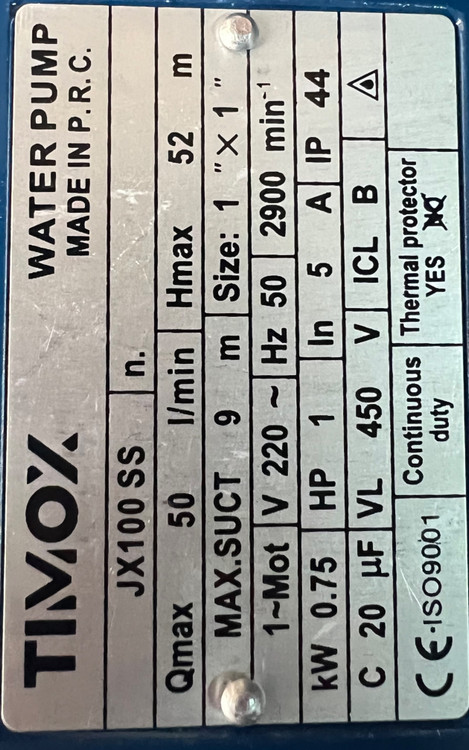 TIMOX WATER PUMP
MADE IN P.R.C.
JX100 SS n.
Qmax 50 l/min Hmax 52 m
MAX.SUCT 9 m Size: 1 " × 1 "
1~Mot V 220 ~ Hz 50 2900 min⁻¹
kW 0.75 HP 1 In 5 A IP 44
C 20 µF VL 450 V ICL B
CE-ISO9001 Continuous duty Thermal protector YES NO